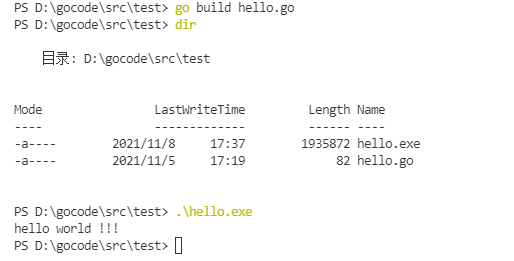 PS D:\gocode\src\test> go build hello.go
PS D:\gocode\src\test> dir
目录: D:\gocode\src\test
Mode LastWriteTime Length Name
---- ------------- ------ ----
-a---- 2021/11/8 17:37 1935872 hello.exe
-a---- 2021/11/5 17:19 82 hello.go
PS D:\gocode\src\test> .\hello.exe
hello world !!!
PS D:\gocode\src\test>